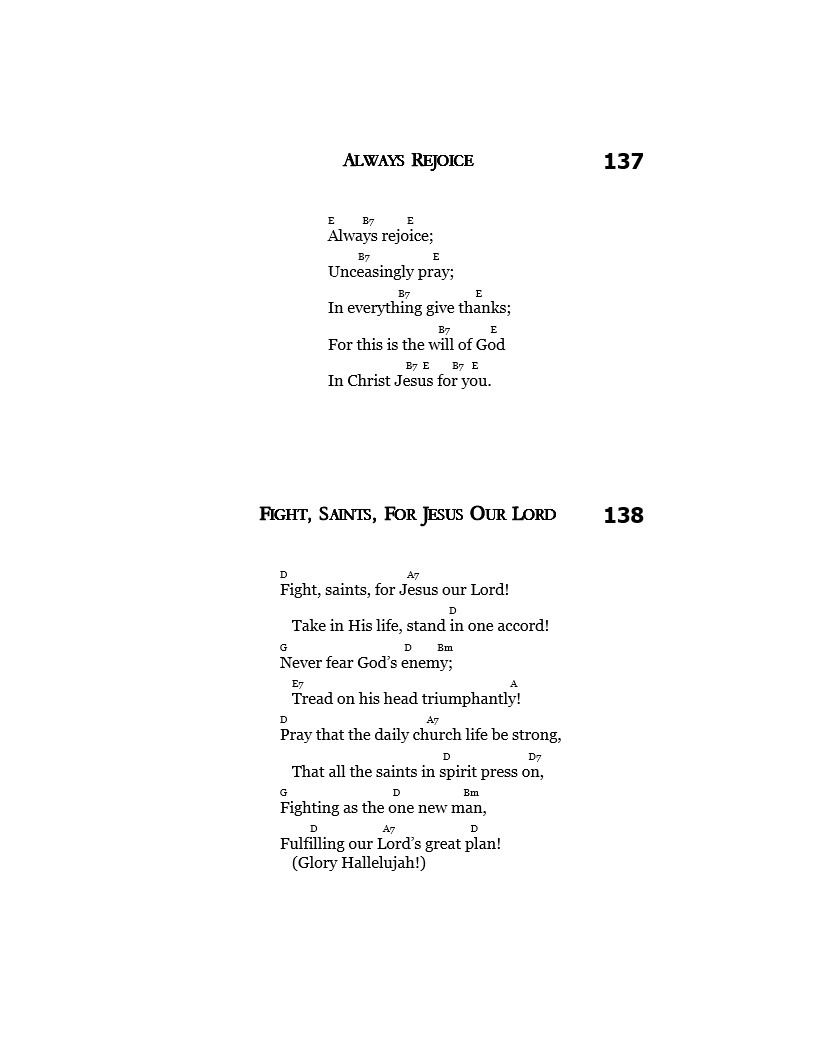 ALWAYS REJOICE 137
E B7 E
Always rejoice;
B7 E
Unceasingly pray;
B7 E
In everything give thanks;
B7 E
For this is the will of God
B7 E B7 E
In Christ Jesus for you.
FIGHT, SAINTS, FOR JESUS OUR LORD 138
D A7
Fight, saints, for Jesus our Lord!
D
Take in His life, stand in one accord!
G D Bm
Never fear God’s enemy;
E7 A
Tread on his head triumphantly!
D A7
Pray that the daily church life be strong,
D D7
That all the saints in spirit press on,
G D Bm
Fighting as the one new man,
D A7 D
Fulfilling our Lord’s great plan!
(Glory Hallelujah!)